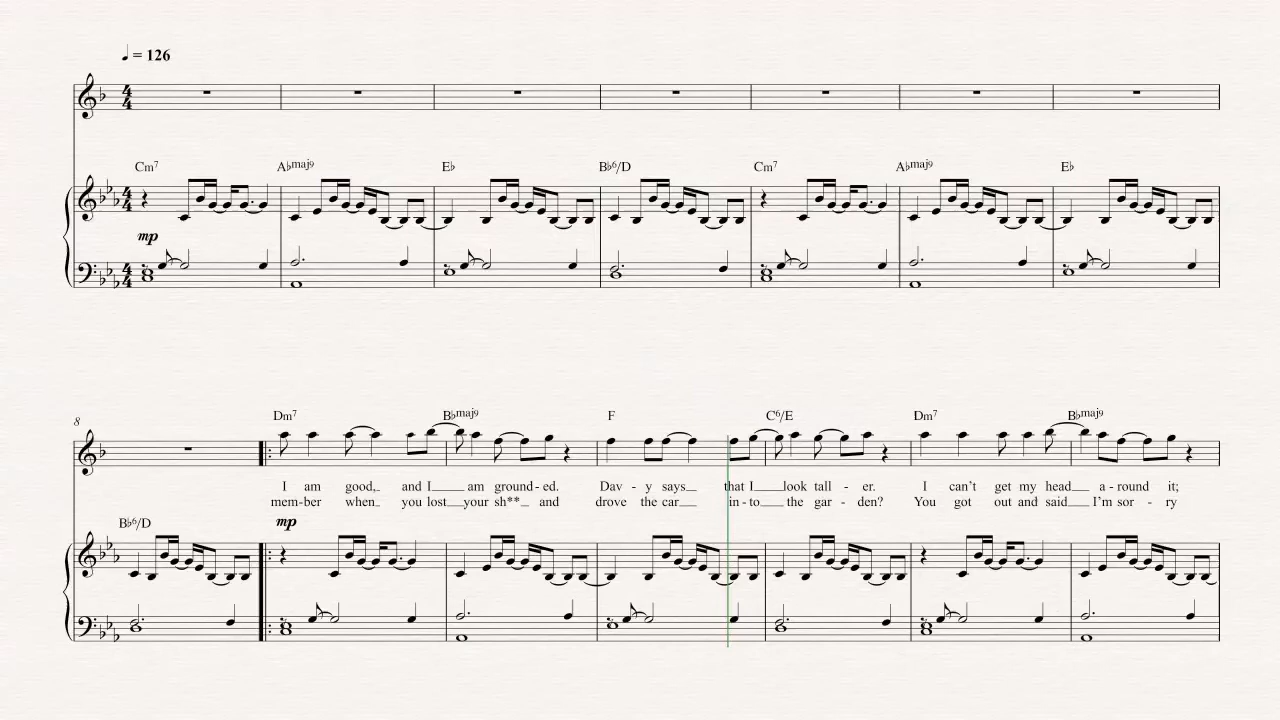 ♩ = 126
Cm7 A♭maj9 E♭ B♭6/D Cm7 A♭maj9 E♭
mp
8
Dm7 B♭maj9 F C6/E Dm7 B♭maj9
I am good, and I am ground - ed. Dav - y says that I look tall - er. I can't get my head a - round it;
mem - ber when you lost your sh** and drove the car in - to the gar - den? You got out and said I'm sor - ry
B♭6/D mp